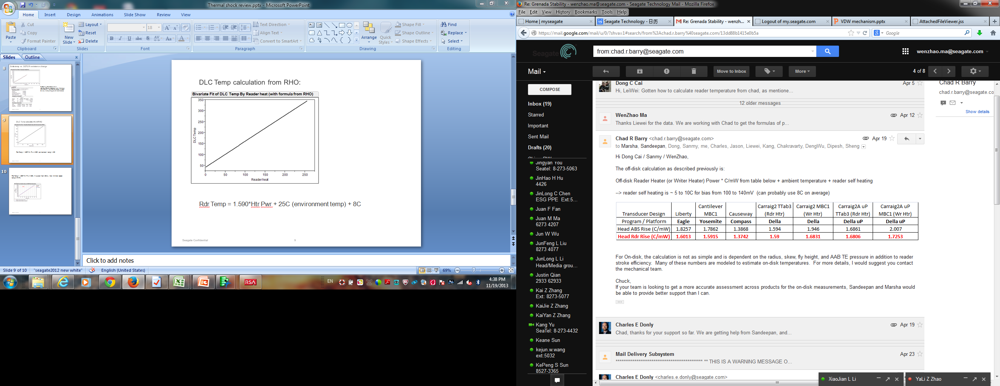 Thermal shock review.pptx - Microsoft PowerPoint
Home Insert Design Animations Slide Show Review View
Paste
Cut
Copy
Format Painter
Clipboard
New Slide
Layout
Reset
Delete
Slides
18
Font
Text Direction
Align Text
Convert to SmartArt
Paragraph
Arrange
Quick Styles
Shape Fill
Shape Outline
Shape Effects
Drawing
Find
Replace
Select
Editing
Slides Outline
8
9
10
DLC Temp calculation from RHO:
Bivariate Fit of DLC Temp By Reader heat (with formula from RHO)
350
300
250
200
150
100
50
DLC Temp
0 50 100 150 200 250
Reader heat
Rdr Temp = 1.590*Htr Pwr + 25C (environment temp) + 8C
Seagate Confidential
9
Click to add notes
Slide 9 of 10
"seagate2012 new white"
English (United States)
69%
RSA
EN
4:38 PM
11/19/2013
Re: Grenada Stability - wenzhao.ma@seagate.com - Seagate Technology Mail - Mozilla Firefox
File Edit View History Bookmarks Tools Help
Home | myseagate
Seagate Technology - 日历
Re: Grenada Stability - wenzh...
Logout of my.seagate.com
VDW mechanism.pptx
AttachedFileViewer.jss
https://mail.google.com/mail/u/0/?shva=1#search/from%3Achad.r.barry%40seagate.com/13dd88b1415e0b5a
Google
Seagate
from:chad.r.barry@seagate.com
wenzhao.ma@seagate.com
Mail
Move to Inbox
More
4 of 8
COMPOSE
Inbox (19)
Starred
Important
Sent Mail
Drafts (20)
Jingyan You
Seatel: 8-273-5063
JinHao H Hu
4426
JinLong C Chen
ESG PPE Ext:5...
Juan F Fan
Juan M Ma
6273 4207
Jun W Wu
JunFeng L Liu
8273 4077
JunLong L Li
Head/Media grou...
Justin Qian
2933 62933
Kai Z Zhang
Ext: 8273-5077
KaiJie Z Zhang
KaiYan Z Zhang
Kang Yu
SeaTel: 8-273-4432
Keane Sun
kejun.w.wang
ext:5032
KePeng S Sun
8527-3365
Dong C Cai
Apr 5
Hi, LeiWei: Gotten how to calculate reader temperature from chad, as mentione...
12 older messages
WenZhao Ma
Apr 12
Thanks Liewei for the data. We are working with Chad to get the formulas of p...
Chad R Barry <chad.r.barry@seagate.com>
Apr 19
to Marsha, Sandeepan, Dong, Sanmy, me, Charles, Jason, Liewei, Kang, Chakravarty, DengWu, Dipesh, Sheng
Hi Dong Cai / Sanmy / WenZhao,
The off-disk calculation as described previously is:
Off-disk Reader Heater (or Writer Heater) Power * C/mW from table below + ambient temperature + reader self heating
--> reader self heating is ~ 5 to 10C for bias from 100 to 140mV (can probably use 8C on average)
Transducer Design | Liberty | Cantilever MBC1 | Causeway | Carraig2 TTab3 (Rdr Htr) | Carraig2 MBC1 (Wr Htr) | Carraig2A uP TTab3 (Rdr Htr) | Carraig2A uP MBC1 (Wr Htr)
Program / Platform | Eagle | Yosemite | Compass | Della | Della | Della uP | Della uP
Head ABS Rise (C/mW) | 1.8257 | 1.7862 | 1.3868 | 1.594 | 1.946 | 1.6861 | 2.007
Head Rdr Rise (C/mW) | 1.6013 | 1.5915 | 1.3742 | 1.59 | 1.6831 | 1.6806 | 1.7253
For On-disk, the calculation is not as simple and is dependent on the radius, skew, fly height, and AAB TE pressure in addition to reader
stroke efficiency. Many of these numbers are modeled to estimate on-disk temperatures. For more details, I would suggest you contact
the mechanical team.
Chuck,
If your team is looking to get a more accurate assessment across products for the on-disk measurements, Sandeepan and Marsha would
be able to provide better support than I can.
Charles E Donly
Apr 19
Chad, thanks for your support so far. We are getting help from Sandeepan, and...
Mail Delivery Subsystem
Apr 23
********************************************* ** THIS IS A WARNING MESSAGE O...
Charles E Donly <charles.e.donly@seagate.com>
Chad R Barry
chad.r.barry@seagate.co
Show details
XiaoJian L Li
YaLi Z Zhao